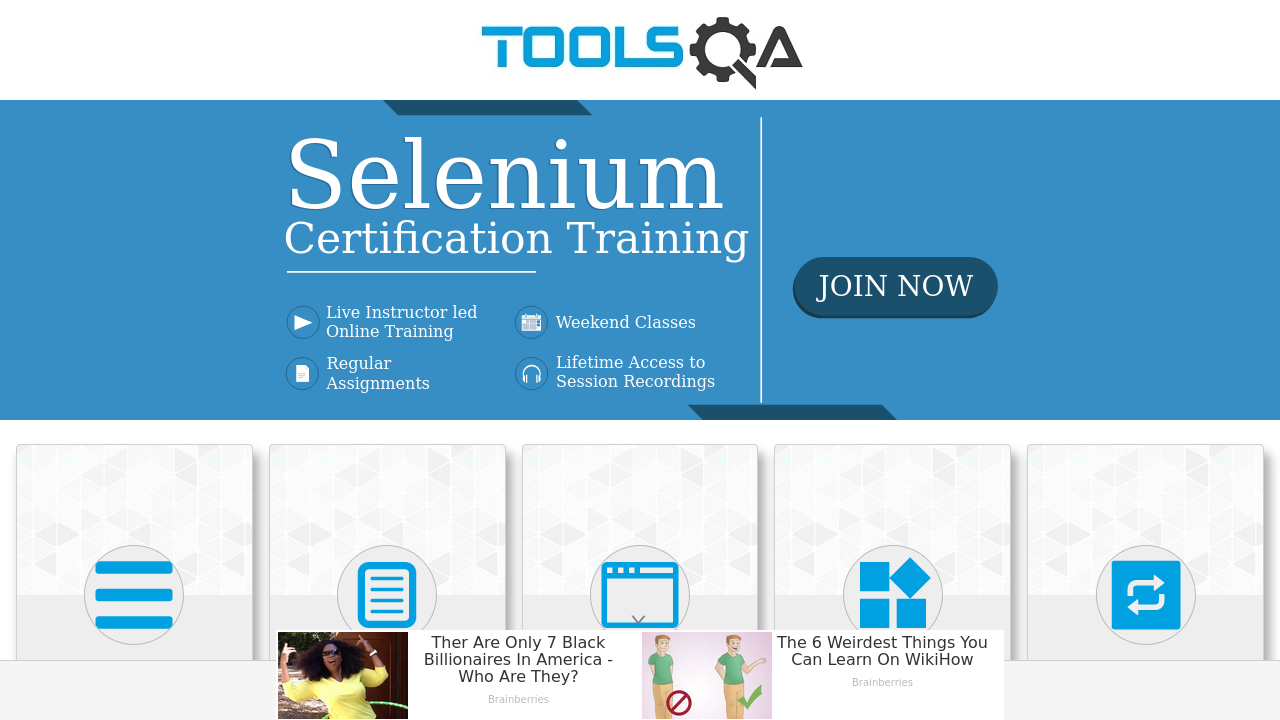 TOOLSQA
Selenium
Certification Training
JOIN NOW
Live Instructor led
Online Training
Weekend Classes
Regular
Assignments
Lifetime Access to
Session Recordings
Ther Are Only 7 Black
Billionaires In America -
Who Are They?
Brainberries
The 6 Weirdest Things You
Can Learn On WikiHow
Brainberries